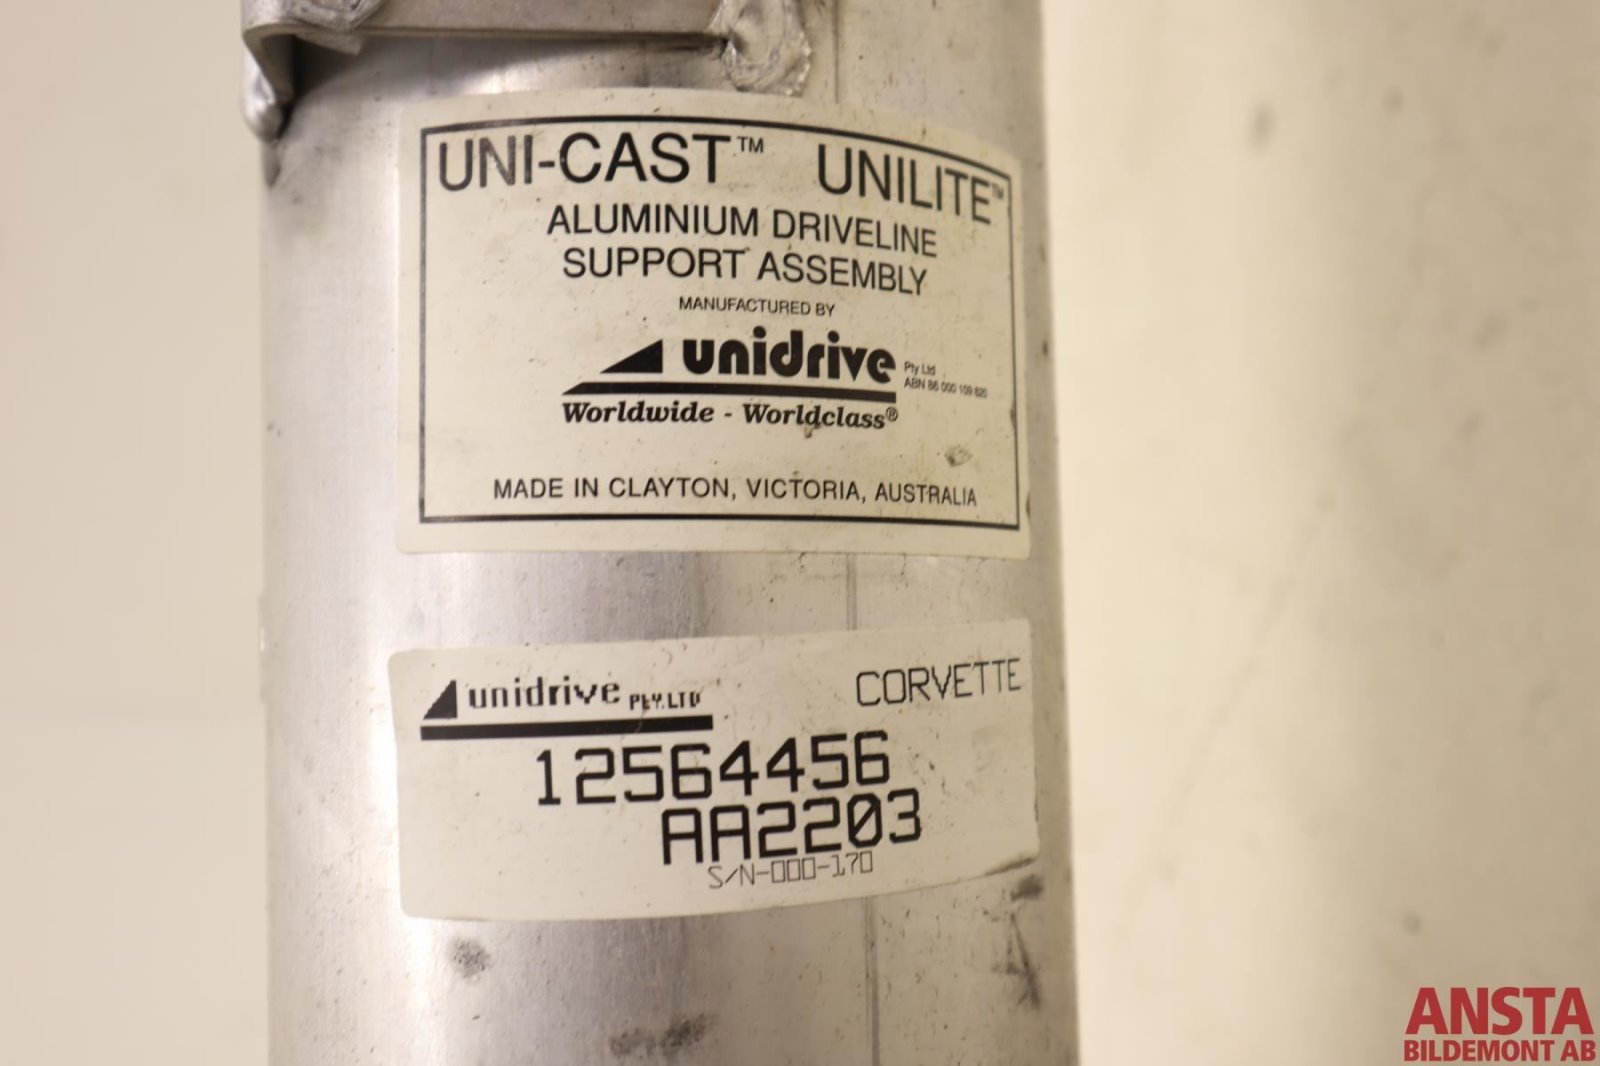 UNI-CAST™ UNILITE™
ALUMINIUM DRIVELINE
SUPPORT ASSEMBLY
MANUFACTURED BY
unidrive Pty Ltd
ABN 86 000 109 820
Worldwide - Worldclass®
MADE IN CLAYTON, VICTORIA, AUSTRALIA
unidrive PTY.LTD CORVETTE
12564456
AA2203
S/N-000-170
ANSTA
BILDEMONT AB